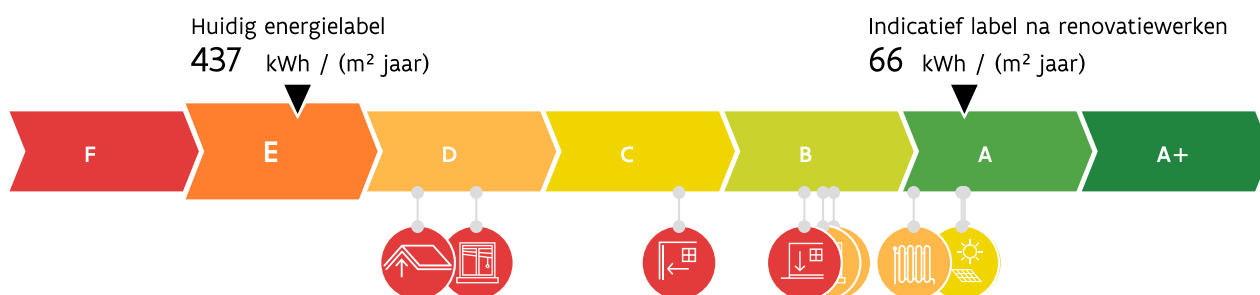 Huidig energielabel
437 kWh / (m² jaar)
Indicatief label na renovatiewerken
66 kWh / (m² jaar)
F E D C B A A+